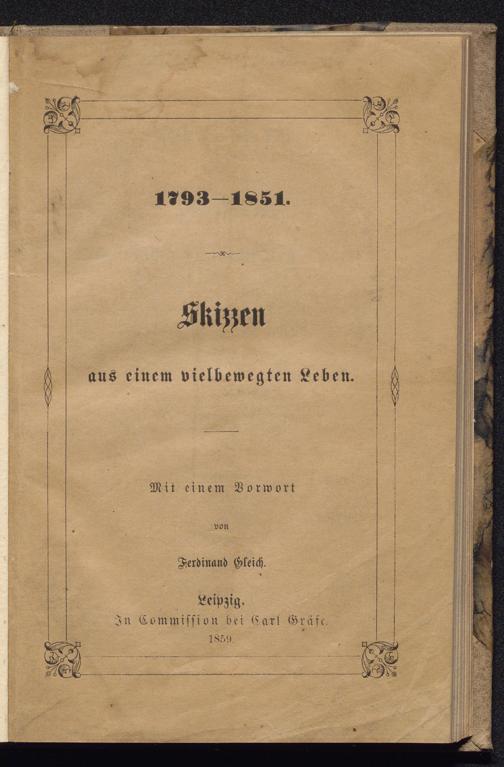 1793—1851.
Skizzen
aus einem vielbewegten Leben.
Mit einem Vorwort
von
Ferdinand Gleich.
Leipzig.
In Commission bei Carl Gräfe.
1859.